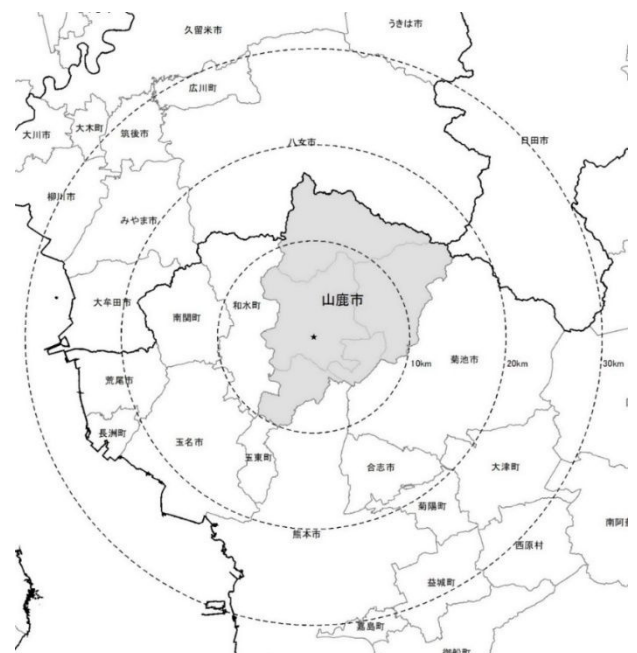 久留米市
うきは市
広川町
大川市
大木町
筑後市
八女市
日田市
柳川市
みやま市
山鹿市
大牟田市
和水町
南関町
菊池市
10km
20km
30km
荒尾市
長洲町
玉名市
玉東町
合志市
大津町
菊陽町
熊本市
西原村
益城町
嘉島町